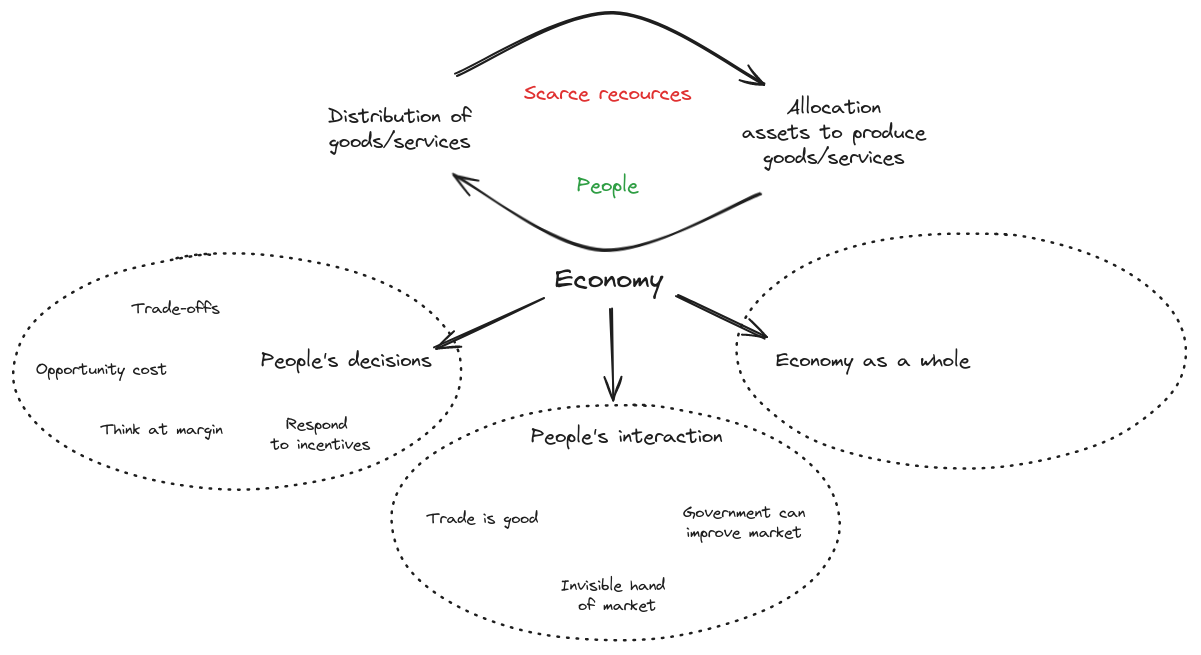 Scarce recources
Distribution of
goods/services
Allocation
assets to produce
goods/services
People
Economy
Trade-offs
Opportunity cost
People's decisions
Think at margin
Respond
to incentives
Economy as a whole
People's interaction
Trade is good
Government can
improve market
Invisible hand
of market